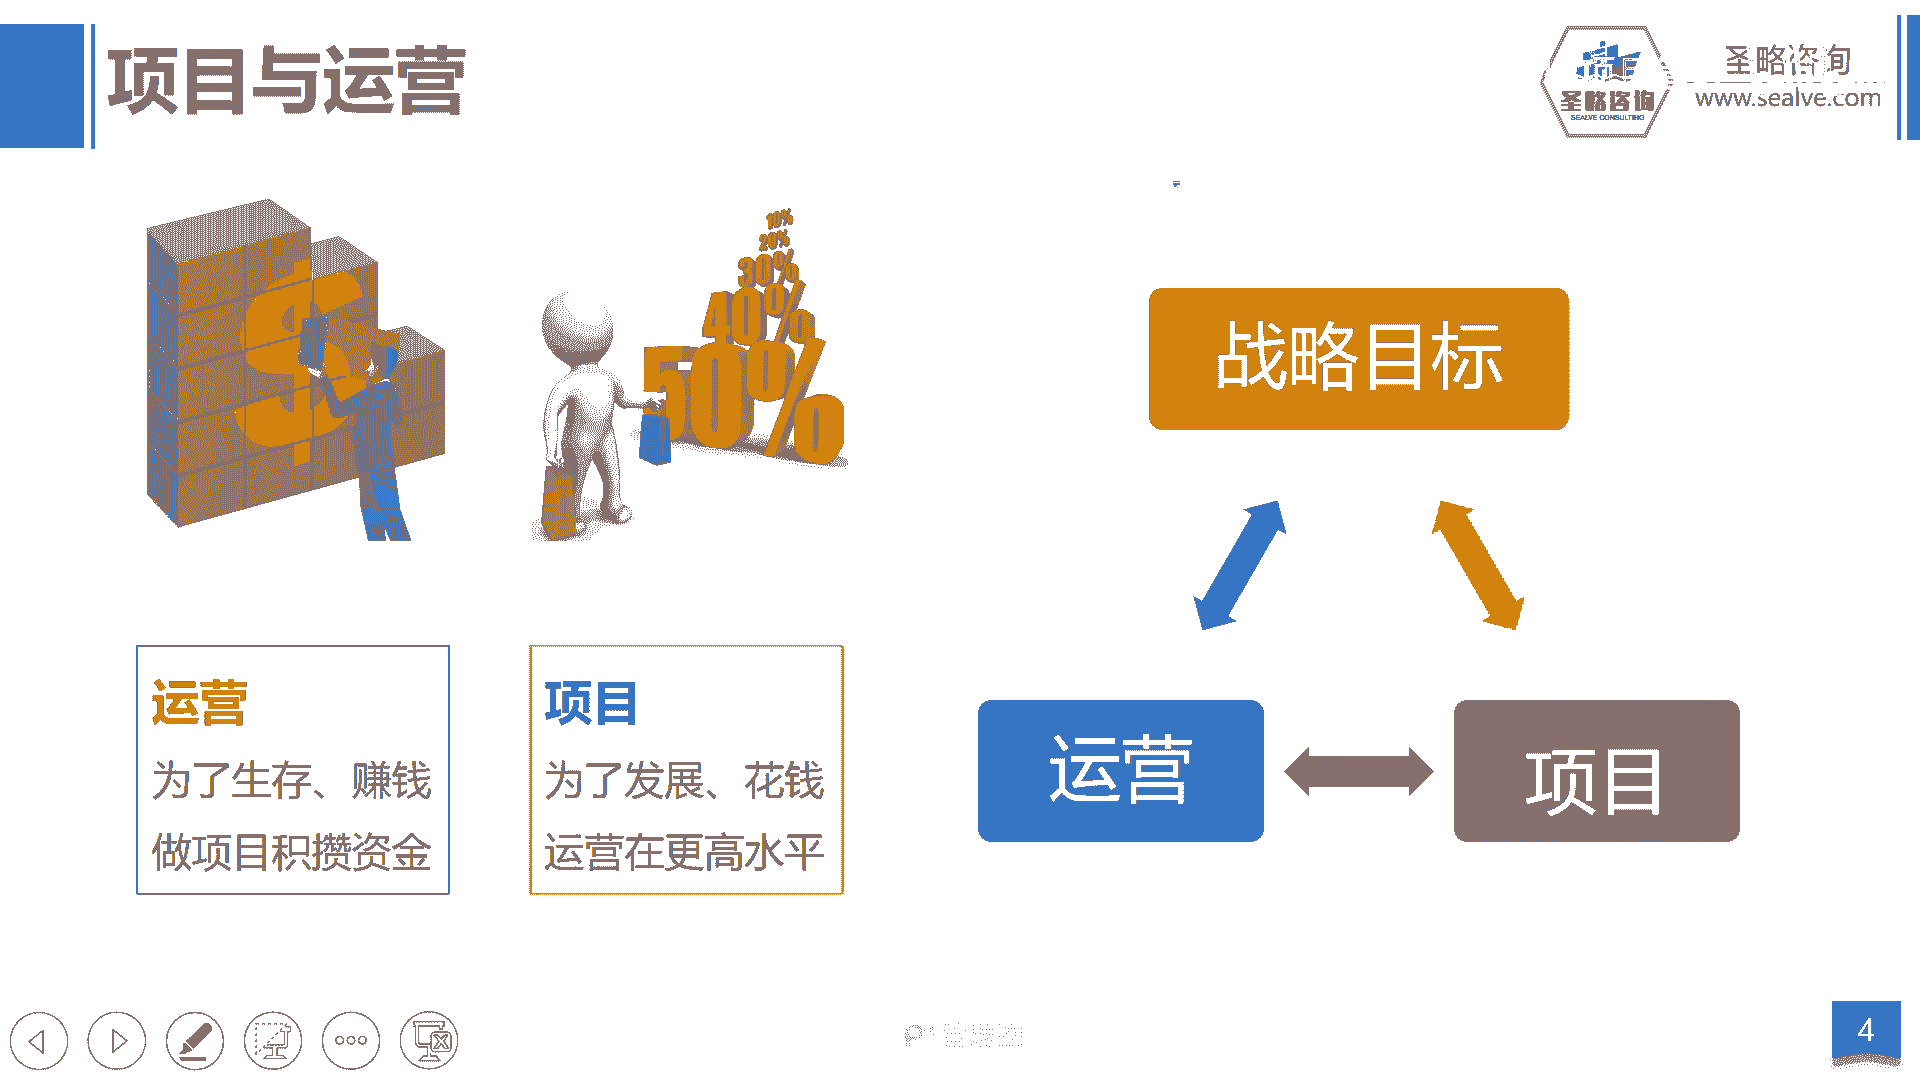 项目与运营
圣略咨询
SEALVE CONSULTING
圣略咨询
www.sealve.com
10%
20%
30%
40%
50%
战略目标
运营
项目
运营
为了生存、赚钱
做项目积攒资金
项目
为了发展、花钱
运营在更高水平
4